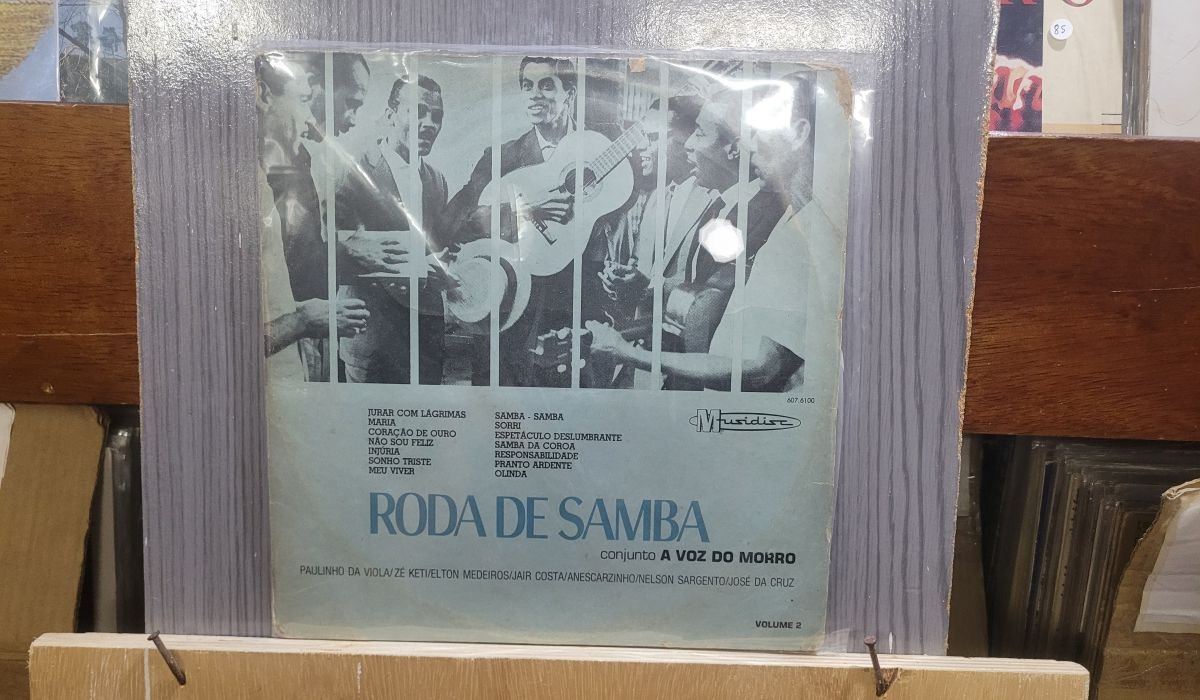 85
607.6100
Musidisc
JURAR COM LÁGRIMAS
MARIA
CORAÇÃO DE OURO
NÃO SOU FELIZ
INJÚRIA
SONHO TRISTE
MEU VIVER
SAMBA - SAMBA
SORRI
ESPETÁCULO DESLUMBRANTE
SAMBA DA COROA
RESPONSABILIDADE
PRANTO ARDENTE
OLINDA
RODA DE SAMBA
conjunto A VOZ DO MORRO
PAULINHO DA VIOLA/ZÉ KETI/ELTON MEDEIROS/JAIR COSTA/ANESCARZINHO/NELSON SARGENTO/JOSÉ DA CRUZ
VOLUME 2